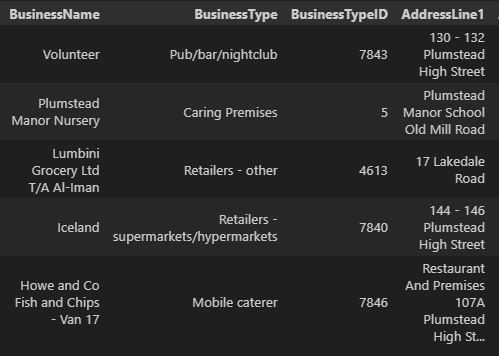 BusinessName BusinessType BusinessTypeID AddressLine1
Volunteer Pub/bar/nightclub 7843 130 - 132
Plumstead
High Street
Plumstead
Manor Nursery Caring Premises 5 Plumstead
Manor School
Old Mill Road
Lumbini
Grocery Ltd
T/A Al-Iman Retailers - other 4613 17 Lakedale
Road
Iceland Retailers -
supermarkets/hypermarkets 7840 144 - 146
Plumstead
High Street
Howe and Co
Fish and Chips
- Van 17 Mobile caterer 7846 Restaurant
And Premises
107A
Plumstead
High St...